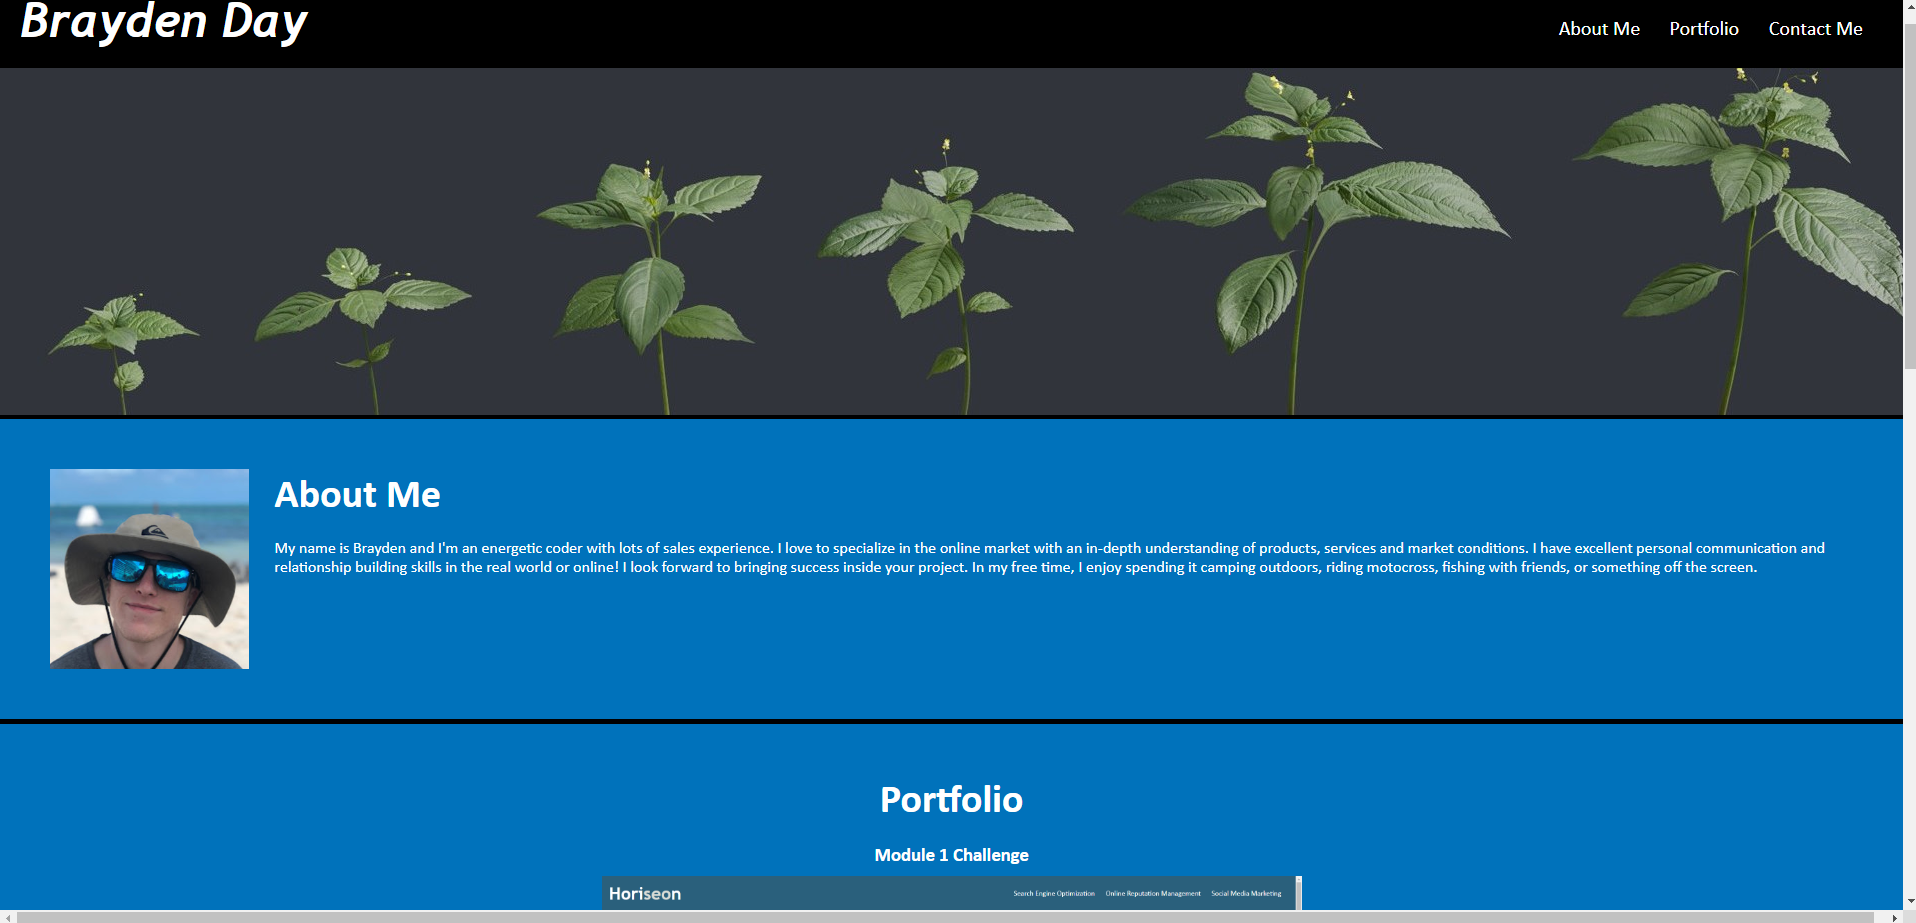 Brayden Day
About Me Portfolio Contact Me
About Me
My name is Brayden and I'm an energetic coder with lots of sales experience. I love to specialize in the online market with an in-depth understanding of products, services and market conditions. I have excellent personal communication and
relationship building skills in the real world or online! I look forward to bringing success inside your project. In my free time, I enjoy spending it camping outdoors, riding motocross, fishing with friends, or something off the screen.
Portfolio
Module 1 Challenge
Horiseon Search Engine Optimization Online Reputation Management Social Media Marketing